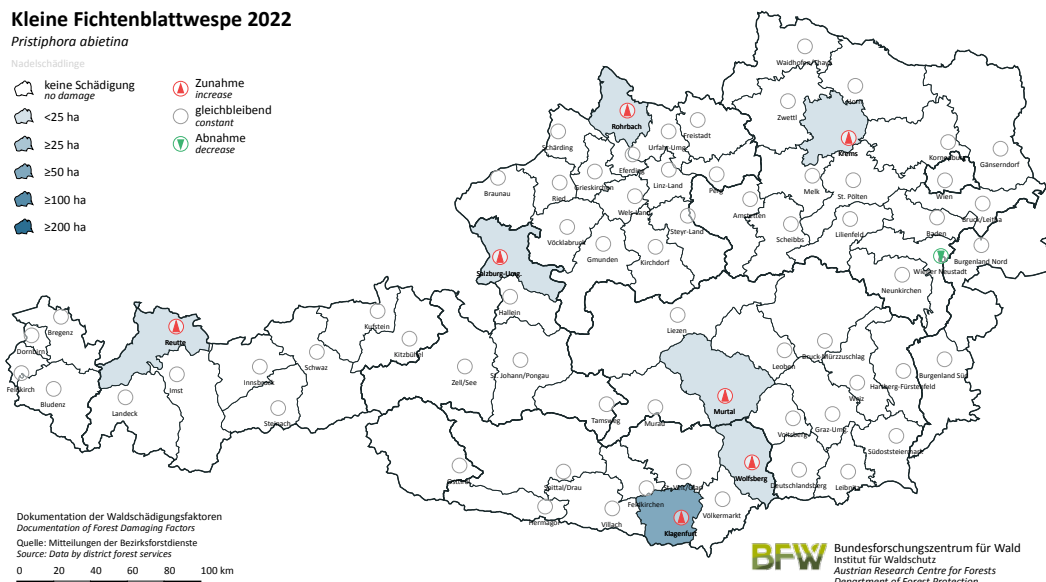 Kleine Fichtenblattwespe 2022
Pristiphora abietina
Nadelschädlinge
keine Schädigung
no damage
<25 ha
≥25 ha
≥50 ha
≥100 ha
≥200 ha
Zunahme
increase
gleichbleibend
constant
Abnahme
decrease
Waidhofen/Thaya
Horn
Zwettl
Rohrbach
Freistadt
Krems
Schärding
Urfahr-Umg.
Korneuburg
Gänserndorf
Eferding
Grieskirchen
Linz-Land
Braunau
Ried
Perg
Melk
St. Pölten
Wien
Wels-Land
Amstetten
Bruck/Leitha
Steyr-Land
Scheibbs
Lilienfeld
Baden
Vöcklabruck
Gmunden
Kirchdorf
Burgenland Nord
Salzburg-Umg.
Wiener Neustadt
Neunkirchen
Hallein
Liezen
Bregenz
Kufstein
Reutte
Kitzbühel
Bruck-Mürzzuschlag
Dornbirn
Schwaz
Leoben
Zell/See
St. Johann/Pongau
Burgenland Süd
Feldkirch
Imst
Innsbruck
Hartberg-Fürstenfeld
Bludenz
Landeck
Weiz
Murtal
Steinach
Tamsweg
Murau
Voitsberg
Graz-Umg.
Südoststeiermark
Osttirol
Spittal/Drau
St. Veit/Glan
Wolfsberg
Deutschlandsberg
Leibnitz
Hermagor
Villach
Feldkirchen
Völkermarkt
Klagenfurt
Dokumentation der Waldschädigungsfaktoren
Documentation of Forest Damaging Factors
Quelle: Mitteilungen der Bezirksforstdienste
Source: Data by district forest services
0 20 40 60 80 100 km
BFW
Bundesforschungszentrum für Wald
Institut für Waldschutz
Austrian Research Centre for Forests
Department of Forest Protection